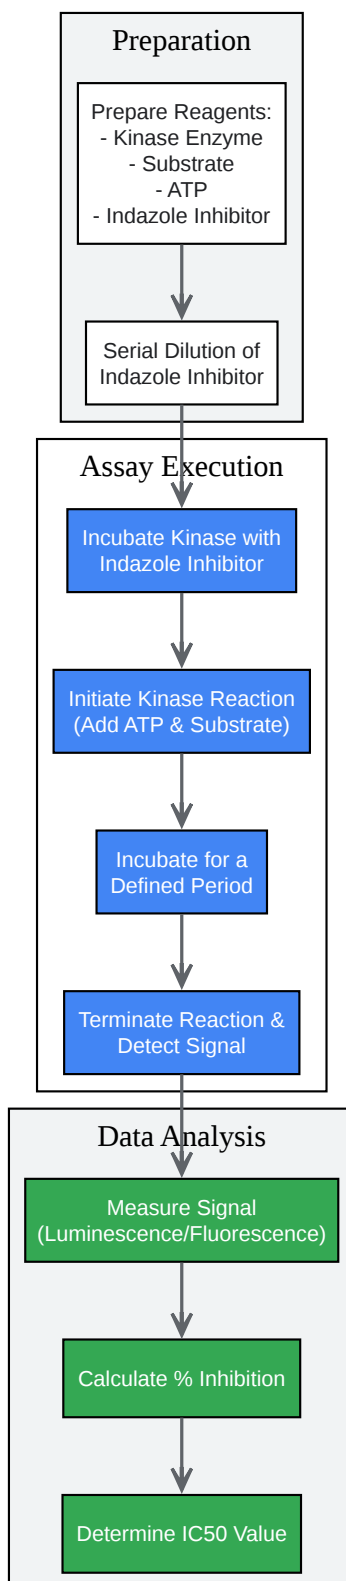 Preparation
Prepare Reagents:
- Kinase Enzyme
- Substrate
- ATP
- Indazole Inhibitor
Serial Dilution of
Indazole Inhibitor
Assay Execution
Incubate Kinase with
Indazole Inhibitor
Initiate Kinase Reaction
(Add ATP & Substrate)
Incubate for a
Defined Period
Terminate Reaction &
Detect Signal
Data Analysis
Measure Signal
(Luminescence/Fluorescence)
Calculate % Inhibition
Determine IC50 Value